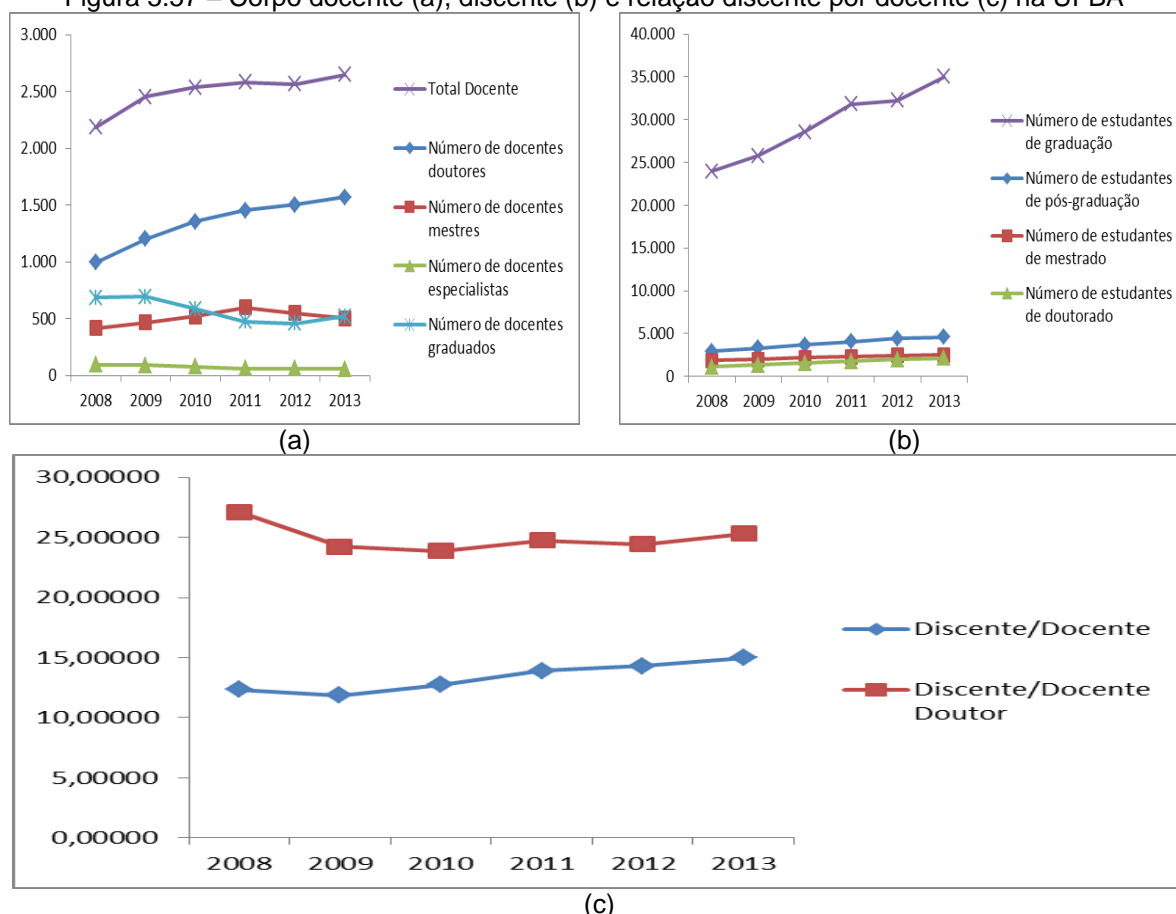 Figura 5.37 – Corpo docente (a), discente (b) e relação discente por docente (c) na UFBA
3.000
2.500
2.000
1.500
1.000
500
0
2008 2009 2010 2011 2012 2013
Total Docente
Número de docentes
doutores
Número de docentes
mestres
Número de docentes
especialistas
Número de docentes
graduados
(a)
40.000
35.000
30.000
25.000
20.000
15.000
10.000
5.000
0
2008 2009 2010 2011 2012 2013
Número de estudantes
de graduação
Número de estudantes
de pós-graduação
Número de estudantes
de mestrado
Número de estudantes
de doutorado
(b)
30,00000
25,00000
20,00000
15,00000
10,00000
5,00000
0,00000
2008 2009 2010 2011 2012 2013
Discente/Docente
Discente/Docente
Doutor
(c)